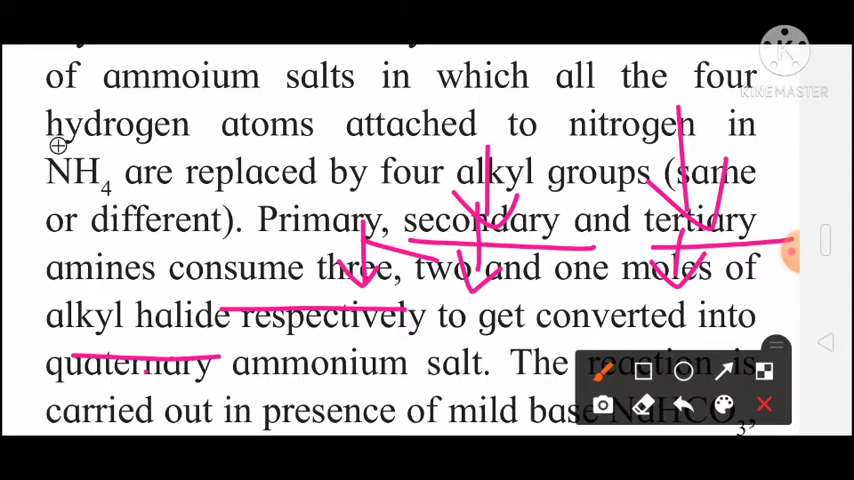 KINEMASTER
of ammoium salts in which all the four
hydrogen atoms attached to nitrogen in
N⊕H₄ are replaced by four alkyl groups (same
or different). Primary, secondary and tertiary
amines consume three, two and one moles of
alkyl halide respectively to get converted into
quaternary ammonium salt. The reaction is
carried out in presence of mild base NaHCO₃,